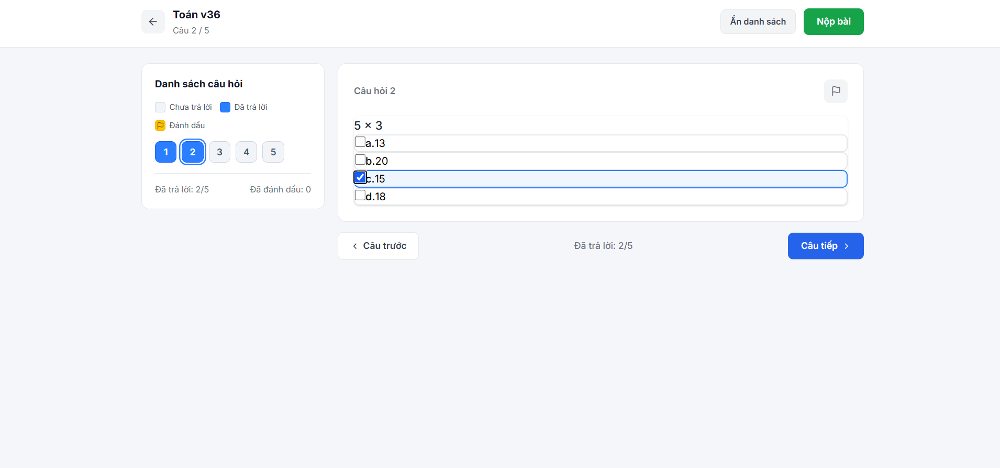 Toán v36
Câu 2 / 5
Ẩn danh sách
Nộp bài
Danh sách câu hỏi
Chưa trả lời
Đã trả lời
Đánh dấu
1 2 3 4 5
Đã trả lời: 2/5
Đã đánh dấu: 0
Câu hỏi 2
5 × 3
a.13
b.20
c.15
d.18
Câu trước
Đã trả lời: 2/5
Câu tiếp